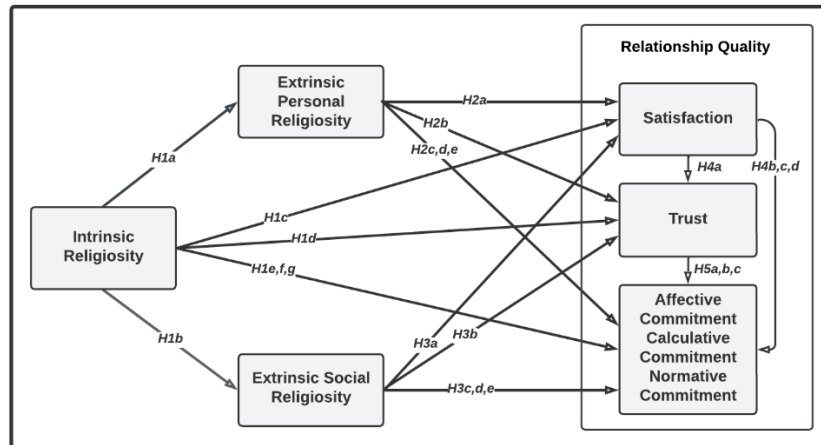 Relationship Quality
Extrinsic
Personal
Religiosity
H2a
Satisfaction
H2b
H2c,d,e
H1a
H4a
H4b,c,d
H1c
Intrinsic
Religiosity
H1d
Trust
H1e,f,g
H5a,b,c
Affective
Commitment
Calculative
Commitment
Normative
Commitment
H1b
H3a
H3b
Extrinsic Social
Religiosity
H3c,d,e